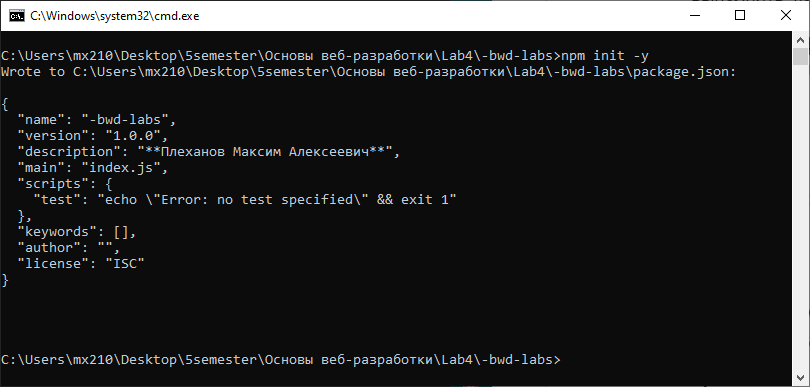 C:\Windows\system32\cmd.exe
C:\Users\mx210\Desktop\5semester\Основы веб-разработки\Lab4\-bwd-labs>npm init -y
Wrote to C:\Users\mx210\Desktop\5semester\Основы веб-разработки\Lab4\-bwd-labs\package.json:
{
  "name": "-bwd-labs",
  "version": "1.0.0",
  "description": "**Плеханов Максим Алексеевич**",
  "main": "index.js",
  "scripts": {
    "test": "echo \"Error: no test specified\" && exit 1"
  },
  "keywords": [],
  "author": "",
  "license": "ISC"
}
C:\Users\mx210\Desktop\5semester\Основы веб-разработки\Lab4\-bwd-labs>